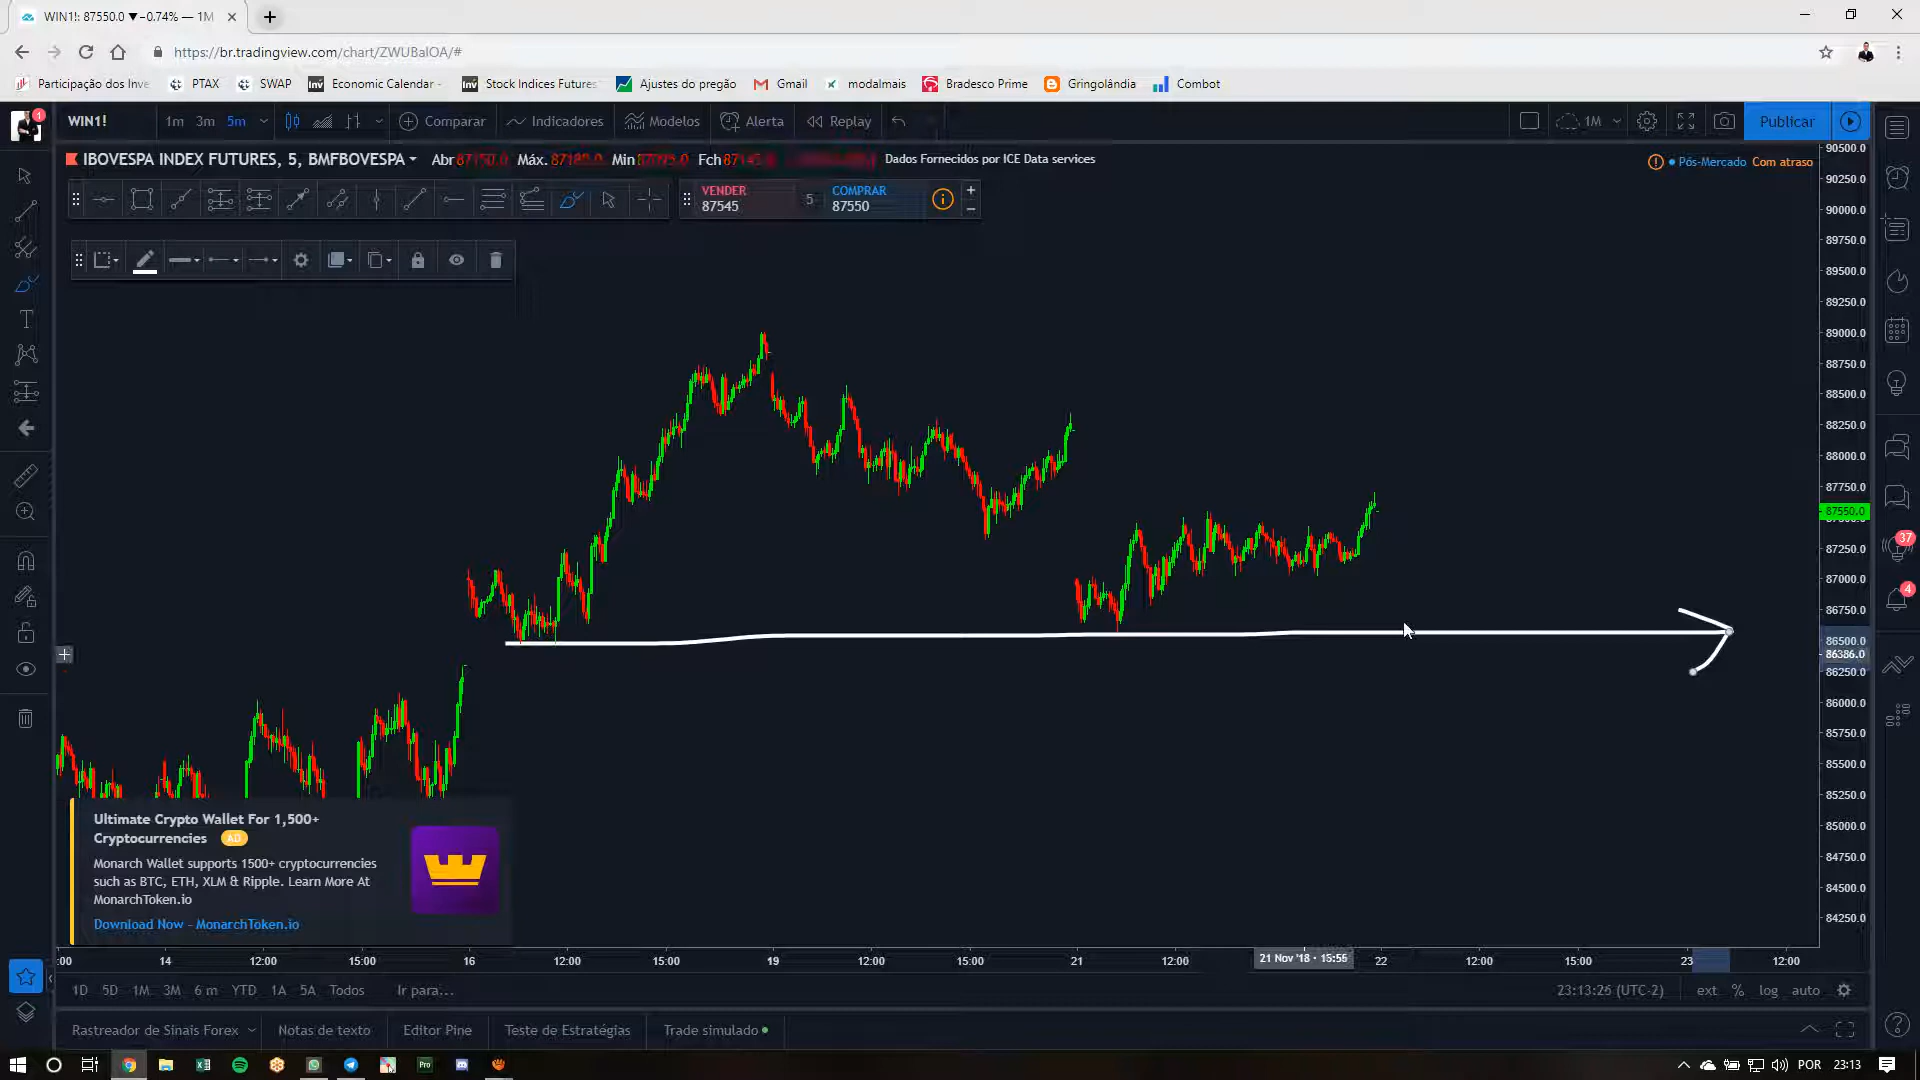 WIN1!: 87550.0 ▼−0.74% — 1M
https://br.tradingview.com/chart/ZWUBalOA/#
Participação dos Inve PTAX SWAP Economic Calendar - Stock Indices Futures Ajustes do pregão Gmail modalmais Bradesco Prime Gringolândia Combot
1 WIN1! 1m 3m 5m Comparar Indicadores Modelos Alerta Replay 1M Publicar
IBOVESPA INDEX FUTURES, 5, BMFBOVESPA Abr Máx. Min Fch Dados Fornecidos por ICE Data services Pós-Mercado Com atraso
VENDER 87545 5 COMPRAR 87550
90500.0
90250.0
90000.0
89750.0
89500.0
89250.0
89000.0
88750.0
88500.0
88250.0
88000.0
87750.0
87550.0
87250.0
87000.0
86750.0
86500.0
86386.0
86250.0
86000.0
85750.0
85500.0
85250.0
85000.0
84750.0
84500.0
84250.0
37
4
Ultimate Crypto Wallet For 1,500+
Cryptocurrencies AD
Monarch Wallet supports 1500+ cryptocurrencies
such as BTC, ETH, XLM & Ripple. Learn More At
MonarchToken.io
Download Now - MonarchToken.io
:00 14 12:00 15:00 16 12:00 15:00 19 12:00 15:00 21 12:00 21 Nov '18 - 15:55 22 12:00 15:00 23 12:00
1D 5D 1M 3M 6 m YTD 1A 5A Todos Ir para... 23:13:26 (UTC-2) ext % log auto
Rastreador de Sinais Forex Notas de texto Editor Pine Teste de Estratégias Trade simulado
Pro POR 23:13